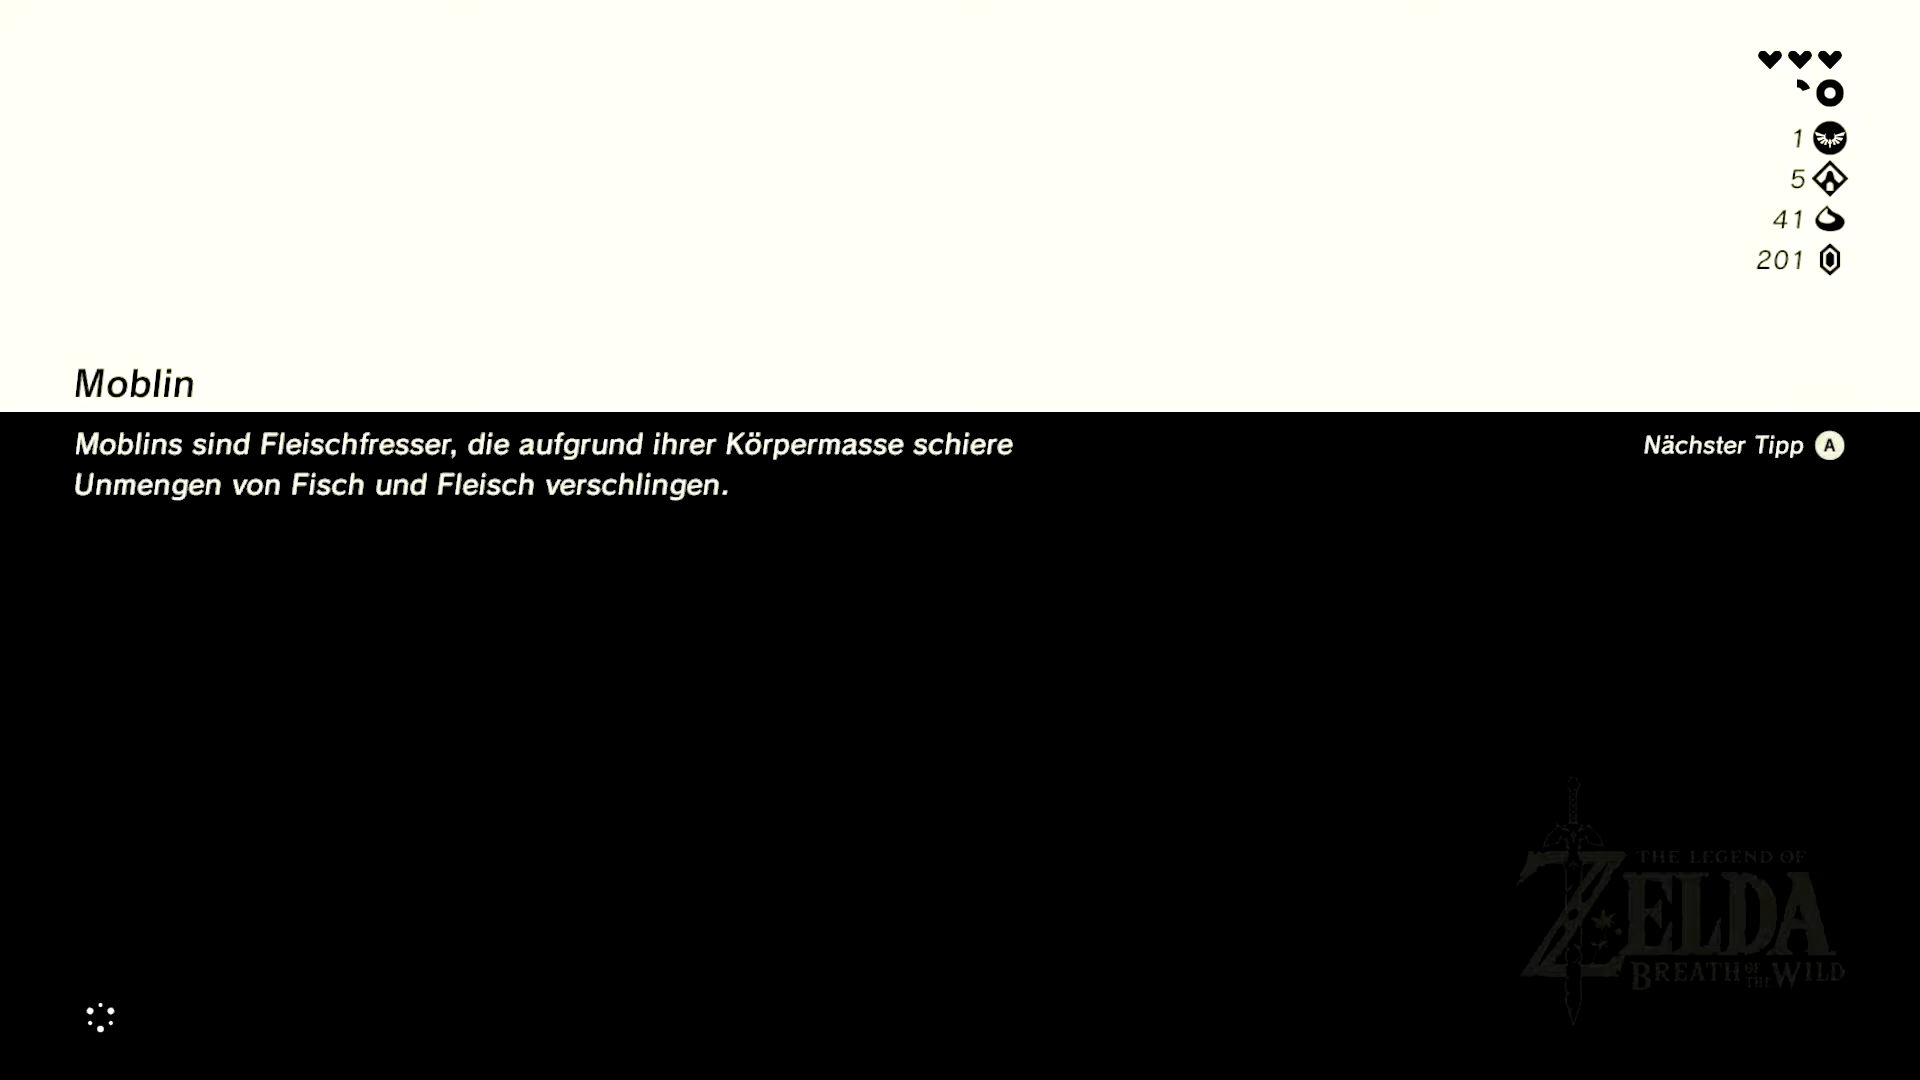 1
5
41
201
Moblin
Moblins sind Fleischfresser, die aufgrund ihrer Körpermasse schiere
Unmengen von Fisch und Fleisch verschlingen.
Nächster Tipp A
THE LEGEND OF
ZELDA
BREATH OF THE WILD